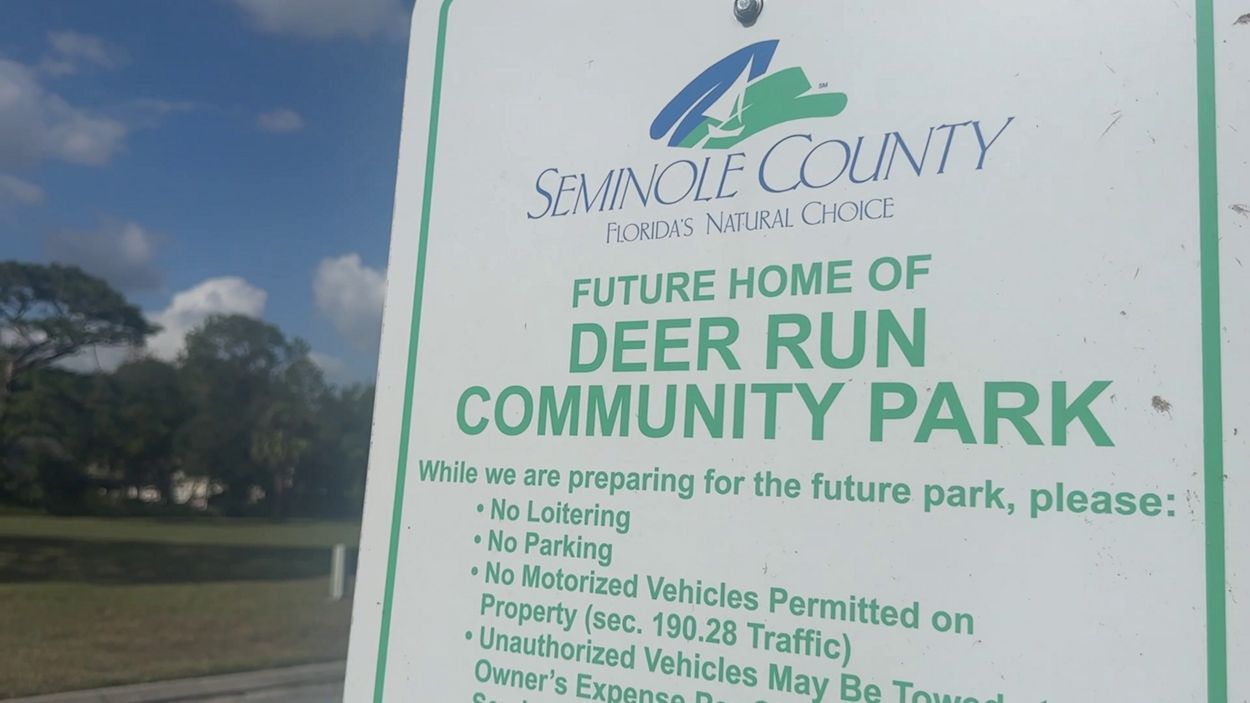 SM
SEMINOLE COUNTY
FLORIDA'S NATURAL CHOICE
FUTURE HOME OF
DEER RUN
COMMUNITY PARK
While we are preparing for the future park, please:
• No Loitering
• No Parking
• No Motorized Vehicles Permitted on
Property (sec. 190.28 Traffic)
• Unauthorized Vehicles May Be Towed
Owner's Expense